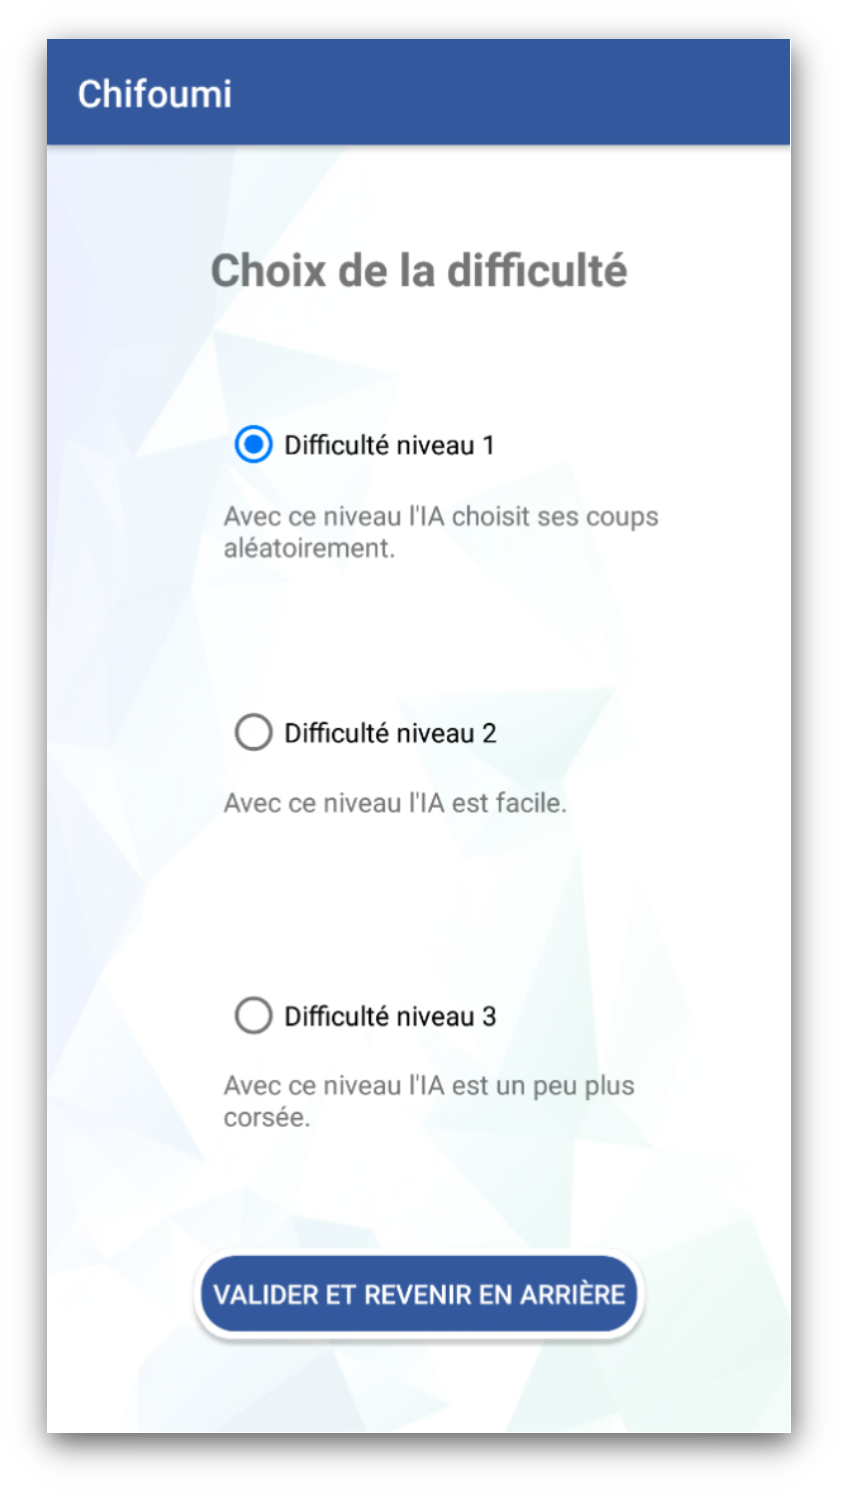 Chifoumi
Choix de la difficulté
Difficulté niveau 1
Avec ce niveau l'IA choisit ses coups
aléatoirement.
Difficulté niveau 2
Avec ce niveau l'IA est facile.
Difficulté niveau 3
Avec ce niveau l'IA est un peu plus
corsée.
VALIDER ET REVENIR EN ARRIÈRE